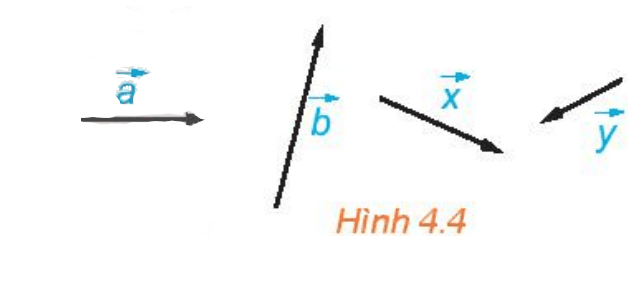 a⃗
b⃗
x⃗
y⃗
Hình 4.4